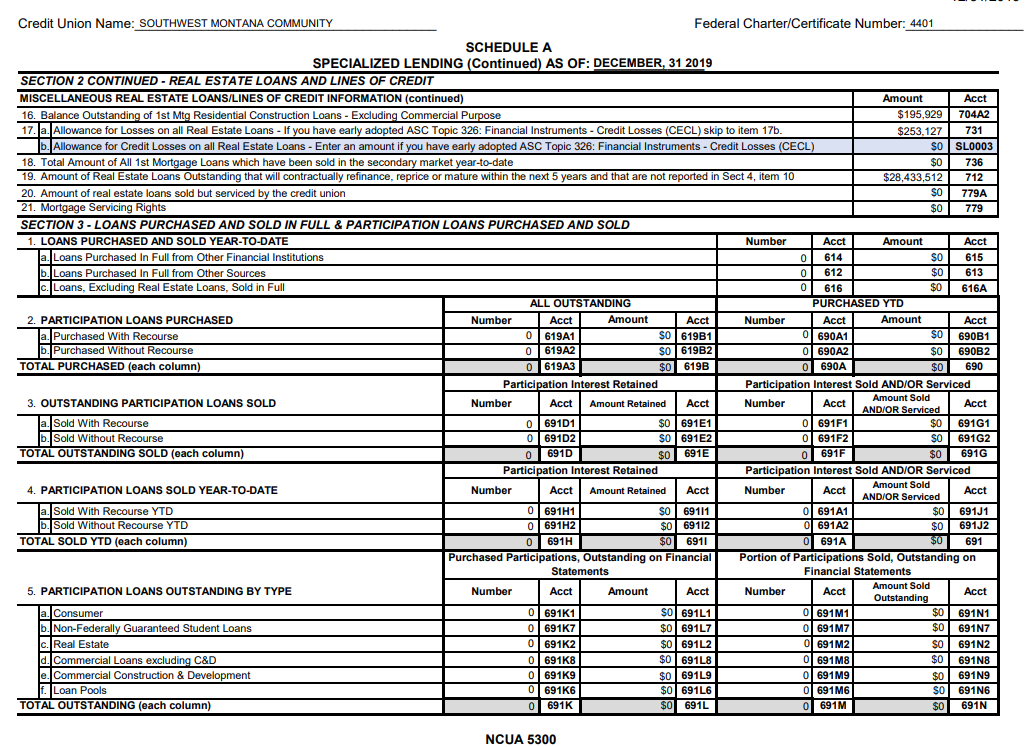 Credit Union Name: SOUTHWEST MONTANA COMMUNITY Federal Charter/Certificate Number: 4401
SCHEDULE A
SPECIALIZED LENDING (Continued) AS OF: DECEMBER, 31 2019
SECTION 2 CONTINUED - REAL ESTATE LOANS AND LINES OF CREDIT
MISCELLANEOUS REAL ESTATE LOANS/LINES OF CREDIT INFORMATION (continued) Amount Acct
16. Balance Outstanding of 1st Mtg Residential Construction Loans - Excluding Commercial Purpose $195,929 704A2
17. a. Allowance for Losses on all Real Estate Loans - If you have early adopted ASC Topic 326: Financial Instruments - Credit Losses (CECL) skip to item 17b. $253,127 731
b. Allowance for Credit Losses on all Real Estate Loans - Enter an amount if you have early adopted ASC Topic 326: Financial Instruments - Credit Losses (CECL) $0 SL0003
18. Total Amount of All 1st Mortgage Loans which have been sold in the secondary market year-to-date $0 736
19. Amount of Real Estate Loans Outstanding that will contractually refinance, reprice or mature within the next 5 years and that are not reported in Sect 4, item 10 $28,433,512 712
20. Amount of real estate loans sold but serviced by the credit union $0 779A
21. Mortgage Servicing Rights $0 779
SECTION 3 - LOANS PURCHASED AND SOLD IN FULL & PARTICIPATION LOANS PURCHASED AND SOLD
1. LOANS PURCHASED AND SOLD YEAR-TO-DATE Number Acct Amount Acct
a. Loans Purchased In Full from Other Financial Institutions 0 614 $0 615
b. Loans Purchased In Full from Other Sources 0 612 $0 613
c. Loans, Excluding Real Estate Loans, Sold in Full 0 616 $0 616A
ALL OUTSTANDING PURCHASED YTD
2. PARTICIPATION LOANS PURCHASED Number Acct Amount Acct Number Acct Amount Acct
a. Purchased With Recourse 0 619A1 $0 619B1 0 690A1 $0 690B1
b. Purchased Without Recourse 0 619A2 $0 619B2 0 690A2 $0 690B2
TOTAL PURCHASED (each column) 0 619A3 $0 619B 0 690A $0 690
Participation Interest Retained Participation Interest Sold AND/OR Serviced
3. OUTSTANDING PARTICIPATION LOANS SOLD Number Acct Amount Retained Acct Number Acct Amount Sold AND/OR Serviced Acct
a. Sold With Recourse 0 691D1 $0 691E1 0 691F1 $0 691G1
b. Sold Without Recourse 0 691D2 $0 691E2 0 691F2 $0 691G2
TOTAL OUTSTANDING SOLD (each column) 0 691D $0 691E 0 691F $0 691G
Participation Interest Retained Participation Interest Sold AND/OR Serviced
4. PARTICIPATION LOANS SOLD YEAR-TO-DATE Number Acct Amount Retained Acct Number Acct Amount Sold AND/OR Serviced Acct
a. Sold With Recourse YTD 0 691H1 $0 691I1 0 691A1 $0 691J1
b. Sold Without Recourse YTD 0 691H2 $0 691I2 0 691A2 $0 691J2
TOTAL SOLD YTD (each column) 0 691H $0 691I 0 691A $0 691
Purchased Participations, Outstanding on Financial Statements Portion of Participations Sold, Outstanding on Financial Statements
5. PARTICIPATION LOANS OUTSTANDING BY TYPE Number Acct Amount Acct Number Acct Amount Sold Outstanding Acct
a. Consumer 0 691K1 $0 691L1 0 691M1 $0 691N1
b. Non-Federally Guaranteed Student Loans 0 691K7 $0 691L7 0 691M7 $0 691N7
c. Real Estate 0 691K2 $0 691L2 0 691M2 $0 691N2
d. Commercial Loans excluding C&D 0 691K8 $0 691L8 0 691M8 $0 691N8
e. Commercial Construction & Development 0 691K9 $0 691L9 0 691M9 $0 691N9
f. Loan Pools 0 691K6 $0 691L6 0 691M6 $0 691N6
TOTAL OUTSTANDING (each column) 0 691K $0 691L 0 691M $0 691N
NCUA 5300